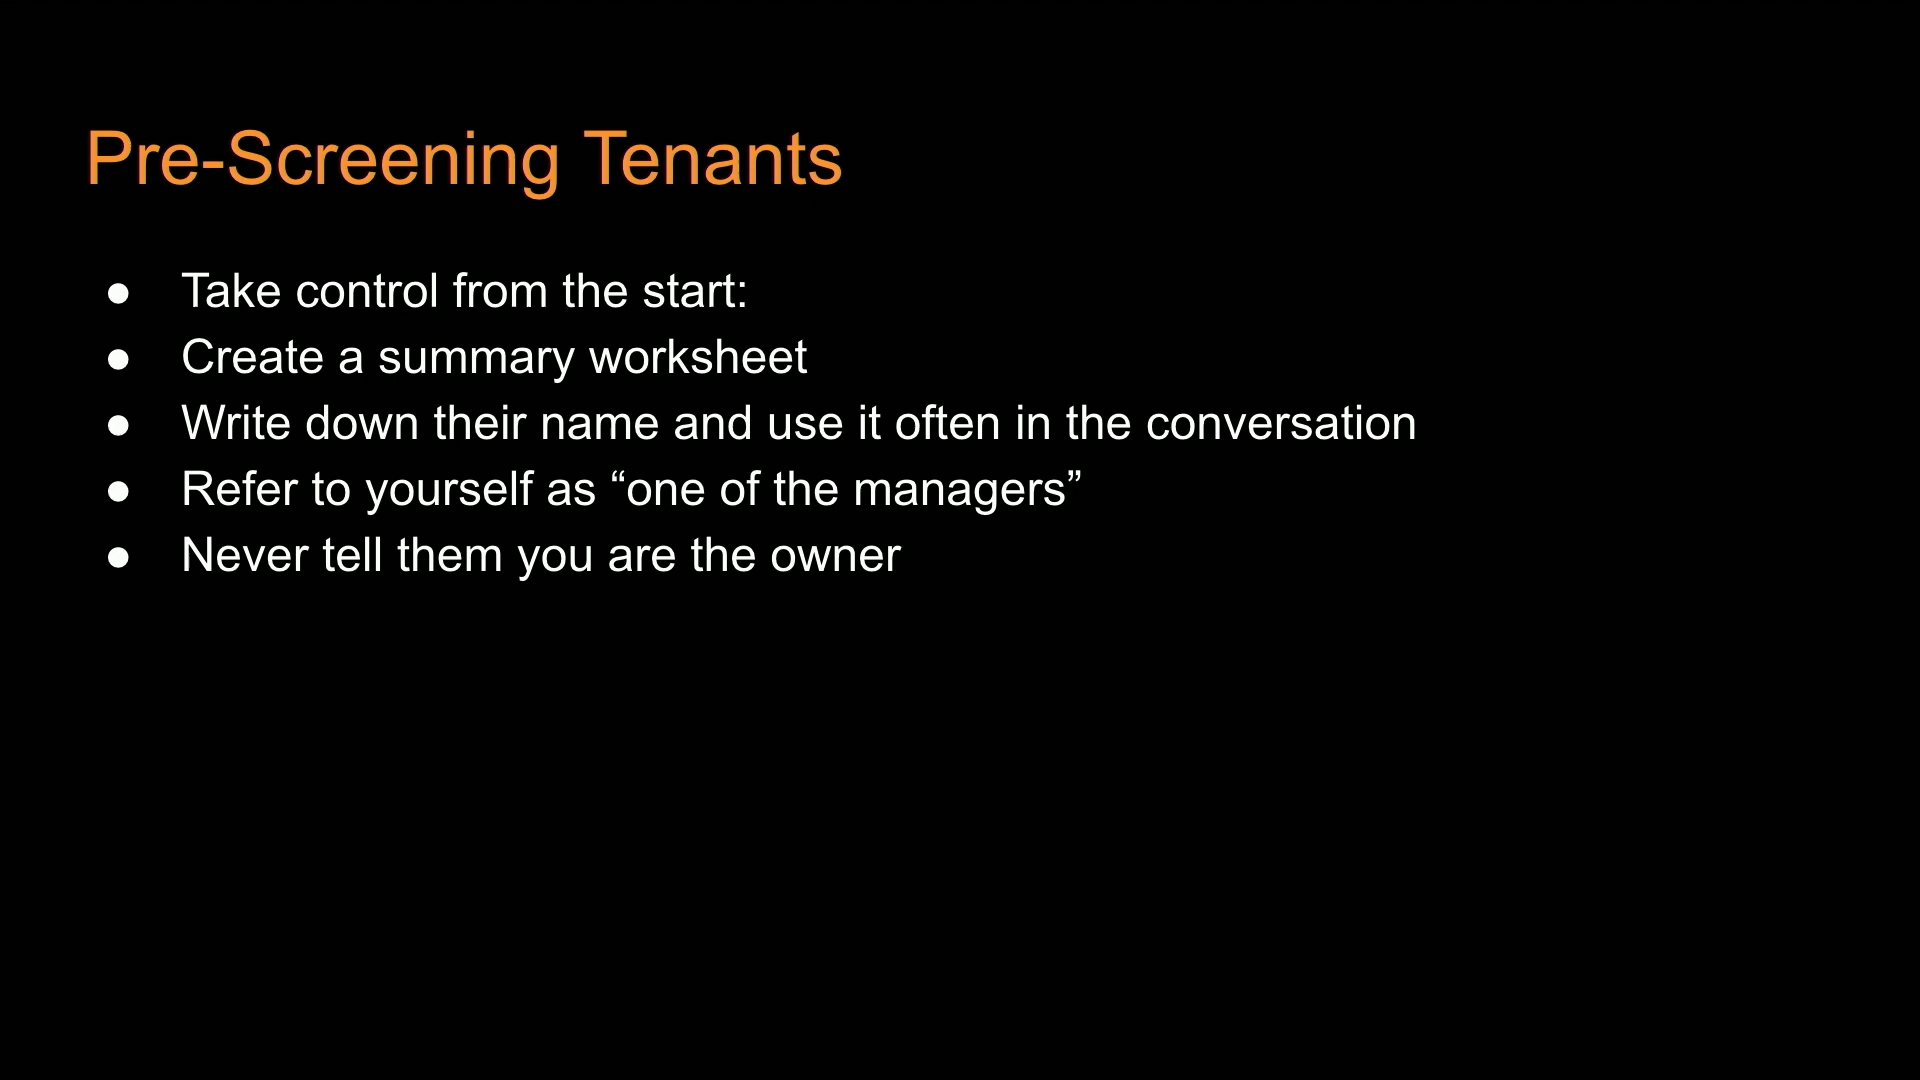 Pre-Screening Tenants
● Take control from the start:
● Create a summary worksheet
● Write down their name and use it often in the conversation
● Refer to yourself as “one of the managers”
● Never tell them you are the owner